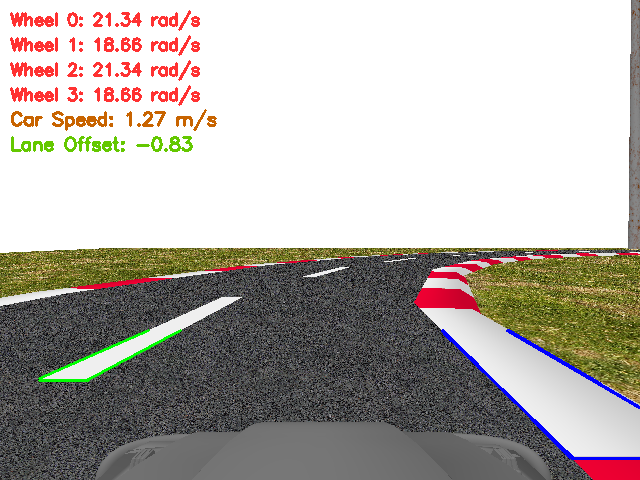 Wheel 0: 21.34 rad/s
Wheel 1: 18.66 rad/s
Wheel 2: 21.34 rad/s
Wheel 3: 18.66 rad/s
Car Speed: 1.27 m/s
Lane Offset: -0.83